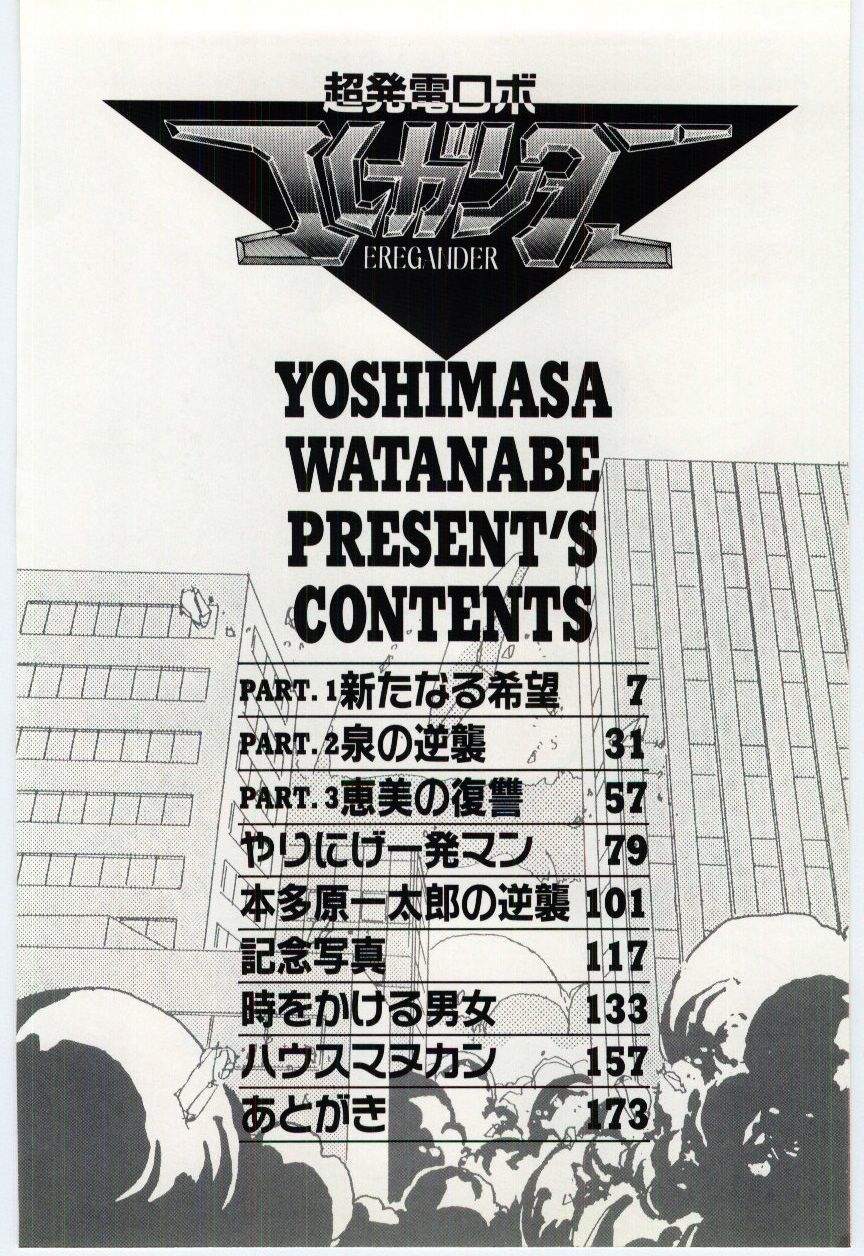 超発電ロボ
エレガンダー
EREGANDER
YOSHIMASA
WATANABE
PRESENT'S
CONTENTS
PART.1新たなる希望 7
PART.2泉の逆襲 31
PART.3恵美の復讐 57
やりにげ一発マン 79
本多原一太郎の逆襲 101
記念写真 117
時をかける男女 133
ハウスマヌカン 157
あとがき 173